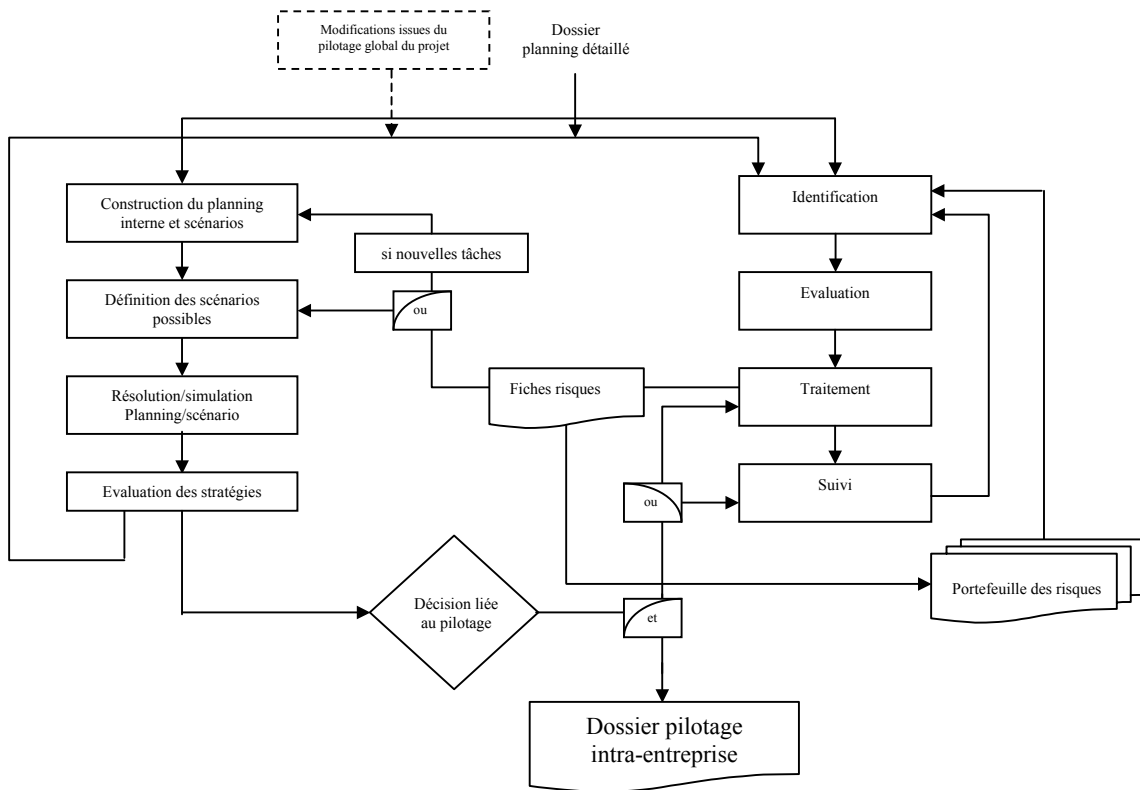 Modifications issues du
pilotage global du projet
Dossier
planning détaillé
Construction du planning
interne et scénarios
Identification
si nouvelles tâches
Définition des scénarios
possibles
ou
Evaluation
Résolution/simulation
Planning/scénario
Fiches risques
Traitement
Evaluation des stratégies
ou
Suivi
Décision liée
au pilotage
et
Portefeuille des risques
Dossier pilotage
intra-entreprise